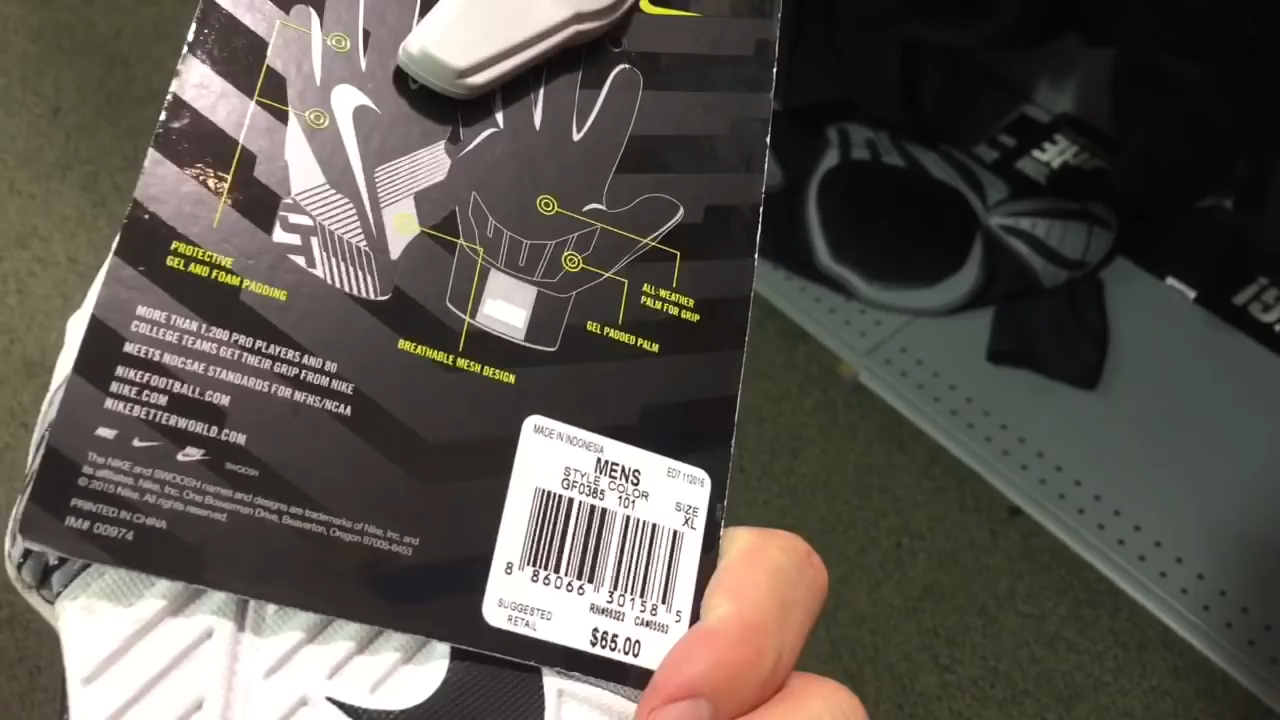 PROTECTIVE
GEL AND FOAM PADDING
ALL-WEATHER
PALM FOR GRIP
GEL PADDED PALM
BREATHABLE MESH DESIGN
MORE THAN 1,200 PRO PLAYERS AND 80
COLLEGE TEAMS GET THEIR GRIP FROM NIKE
MEETS NOCSAE STANDARDS FOR NFHS/NCAA
NIKEFOOTBALL.COM
NIKE.COM
NIKEBETTERWORLD.COM
SWOOSH
The NIKE and SWOOSH names and designs are trademarks of Nike, Inc. and
its affiliates. Nike, Inc. One Bowerman Drive, Beaverton, Oregon 97005-6453
© 2015 Nike. All rights reserved.
PRINTED IN CHINA
IM# 00974
MADE IN INDONESIA
ED7 112016
MENS
STYLE COLOR
GF0385 101
SIZE
XL
8 86066 30158 5
RN#56323 CA#05553
SUGGESTED
RETAIL
$65.00